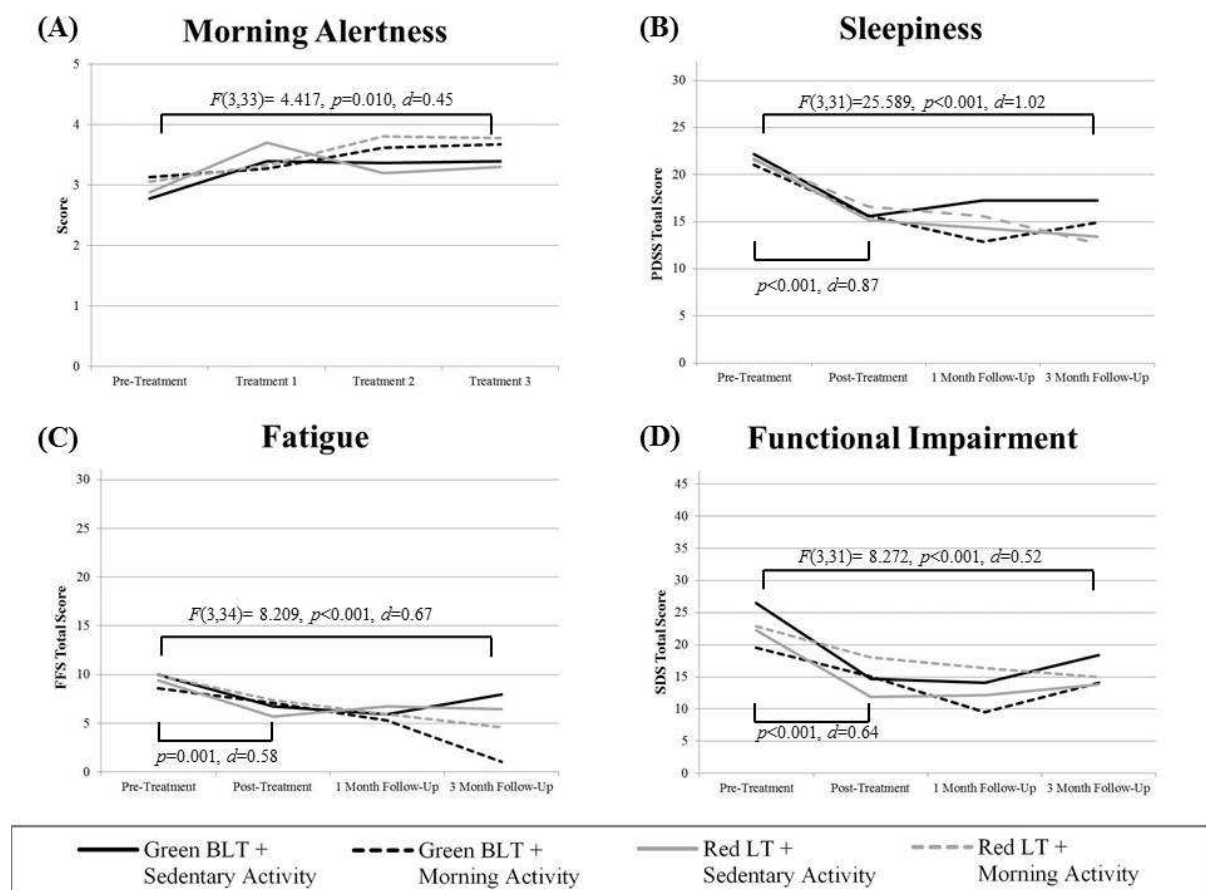 (A)
Morning Alertness
Score
5
4
3
2
1
0
F(3,33)= 4.417, p=0.010, d=0.45
Pre-Treatment
Treatment 1
Treatment 2
Treatment 3
(B)
Sleepiness
PDSS Total Score
30
25
20
15
10
5
0
F(3,31)=25.589, p<0.001, d=1.02
p<0.001, d=0.87
Pre-Treatment
Post-Treatment
1 Month Follow-Up
3 Month Follow-Up
(C)
Fatigue
FFS Total Score
30
25
20
15
10
5
0
F(3,34)= 8.209, p<0.001, d=0.67
p=0.001, d=0.58
Pre-Treatment
Post-Treatment
1 Month Follow-Up
3 Month Follow-Up
(D)
Functional Impairment
SDS Total Score
45
40
35
30
25
20
15
10
5
0
F(3,31)= 8.272, p<0.001, d=0.52
p<0.001, d=0.64
Pre-Treatment
Post-Treatment
1 Month Follow-Up
3 Month Follow-Up
Green BLT +
Sedentary Activity
Green BLT +
Morning Activity
Red LT +
Sedentary Activity
Red LT +
Morning Activity